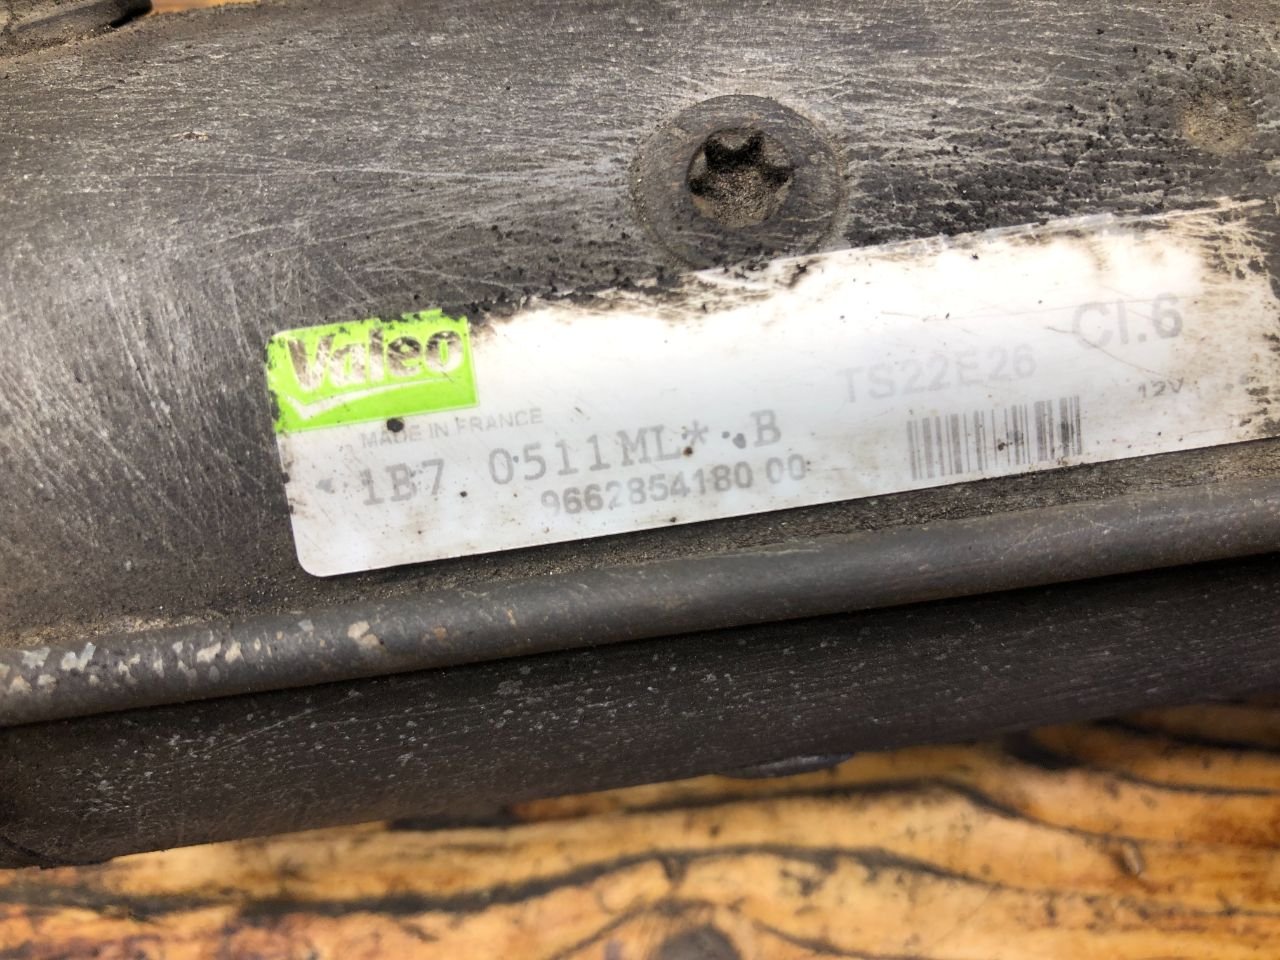 Valeo
MADE IN FRANCE
TS22E26 Cl.6
12V
1B7 0511ML* B
9662854180 00